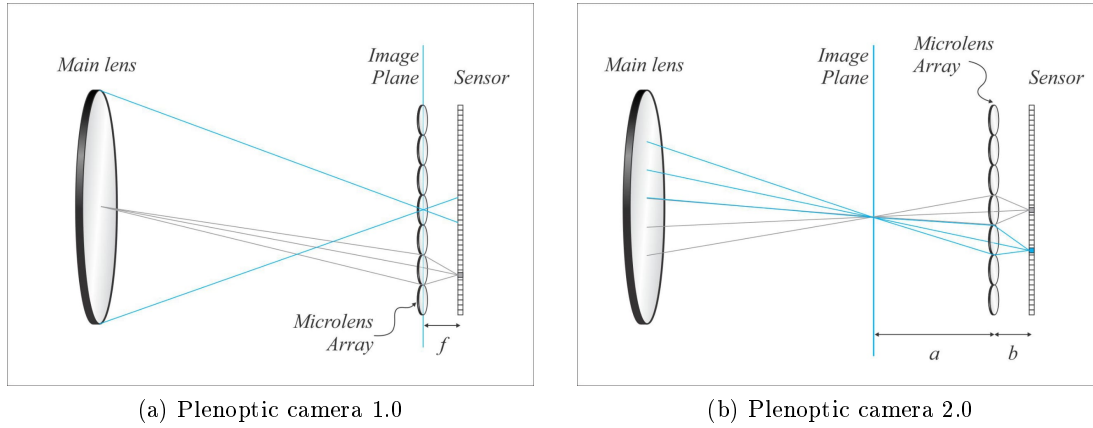 Main lens
Image
Plane
Sensor
Microlens
Array
f
(a) Plenoptic camera 1.0
Main lens
Image
Plane
Microlens
Array
Sensor
a
b
(b) Plenoptic camera 2.0